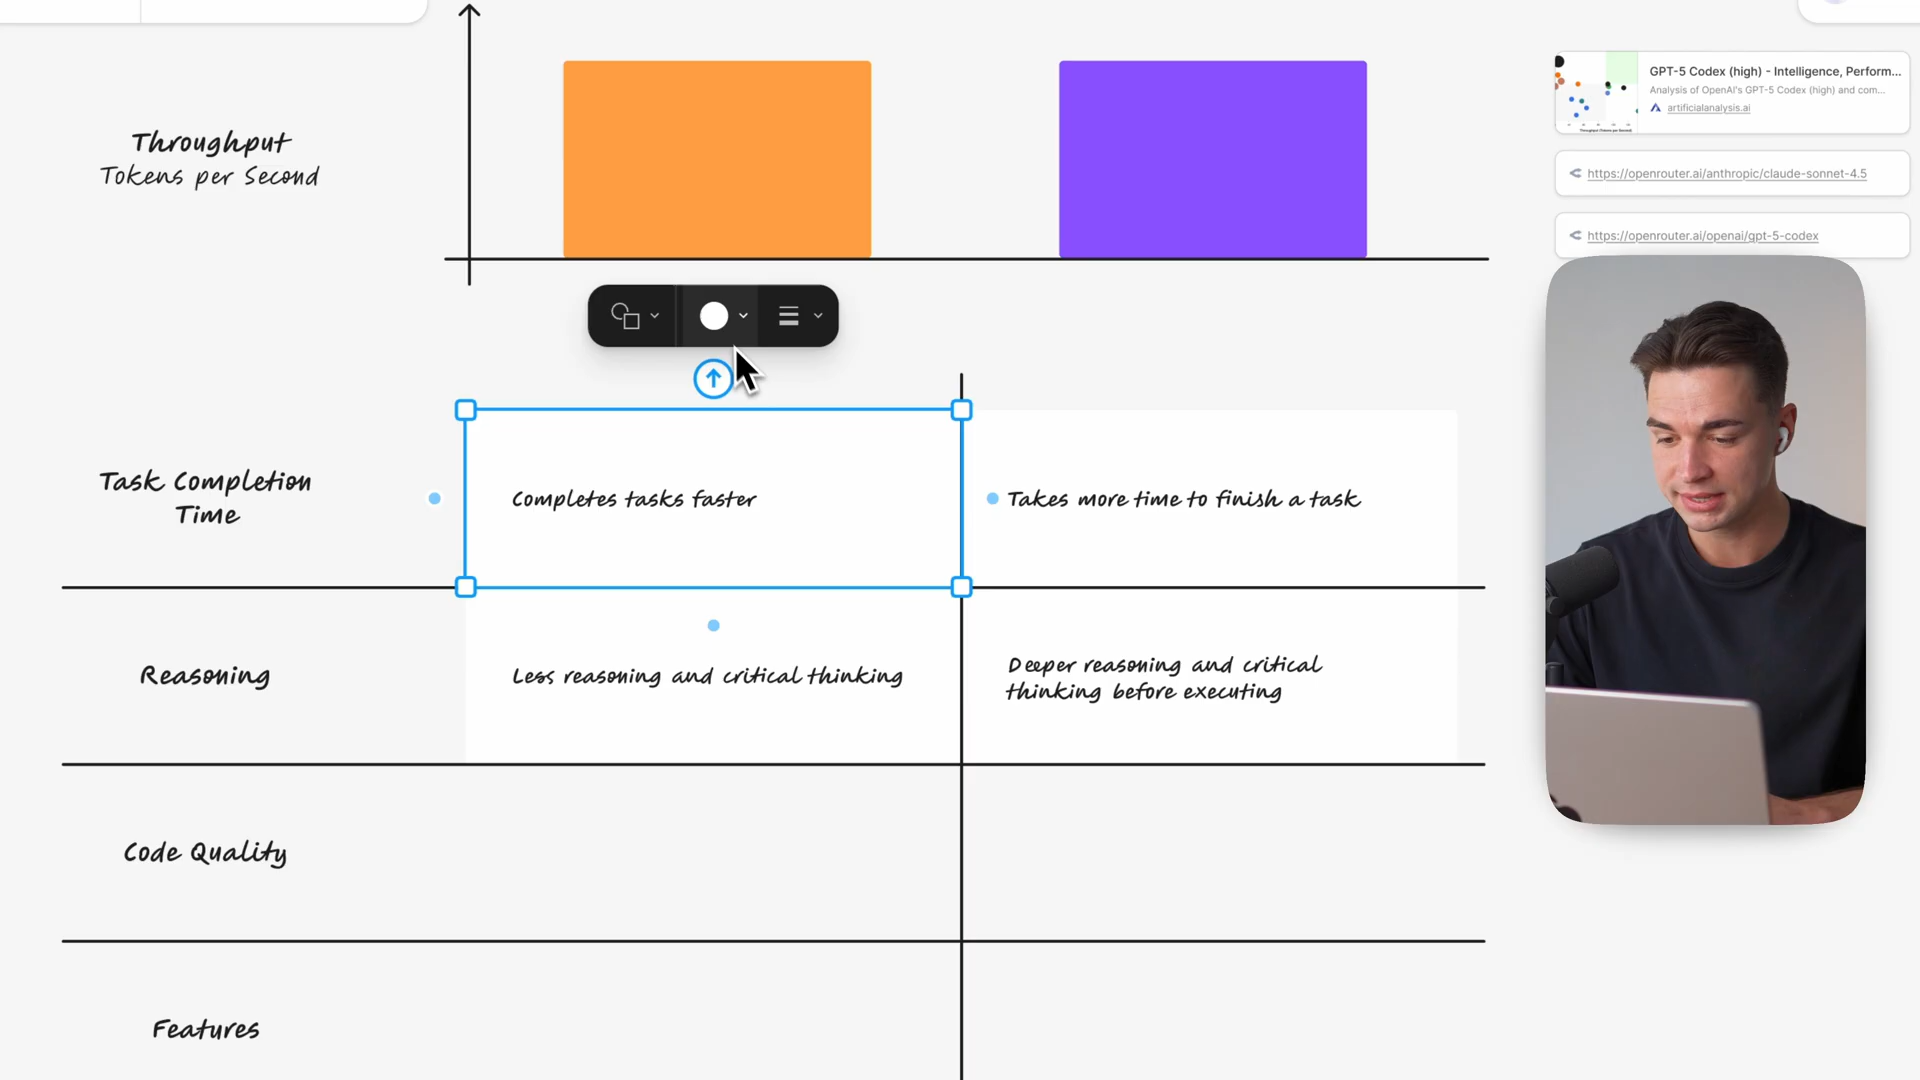 Throughput
Tokens per Second
GPT-5 Codex (high) - Intelligence, Perform...
Analysis of OpenAI's GPT-5 Codex (high) and com...
artificialanalysis.ai
https://openrouter.ai/anthropic/claude-sonnet-4.5
https://openrouter.ai/openai/gpt-5-codex
Task Completion
Time
Completes tasks faster
Takes more time to finish a task
Reasoning
Less reasoning and critical thinking
Deeper reasoning and critical
thinking before executing
Code Quality
Features